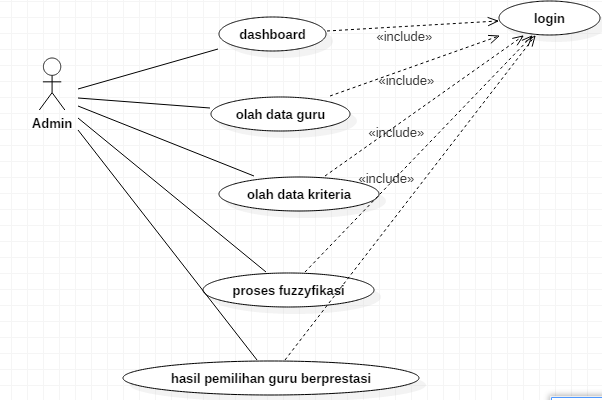 login
dashboard
«include»
«include»
olah data guru
Admin
«include»
«include»
olah data kriteria
proses fuzzyfikasi
hasil pemilihan guru berprestasi